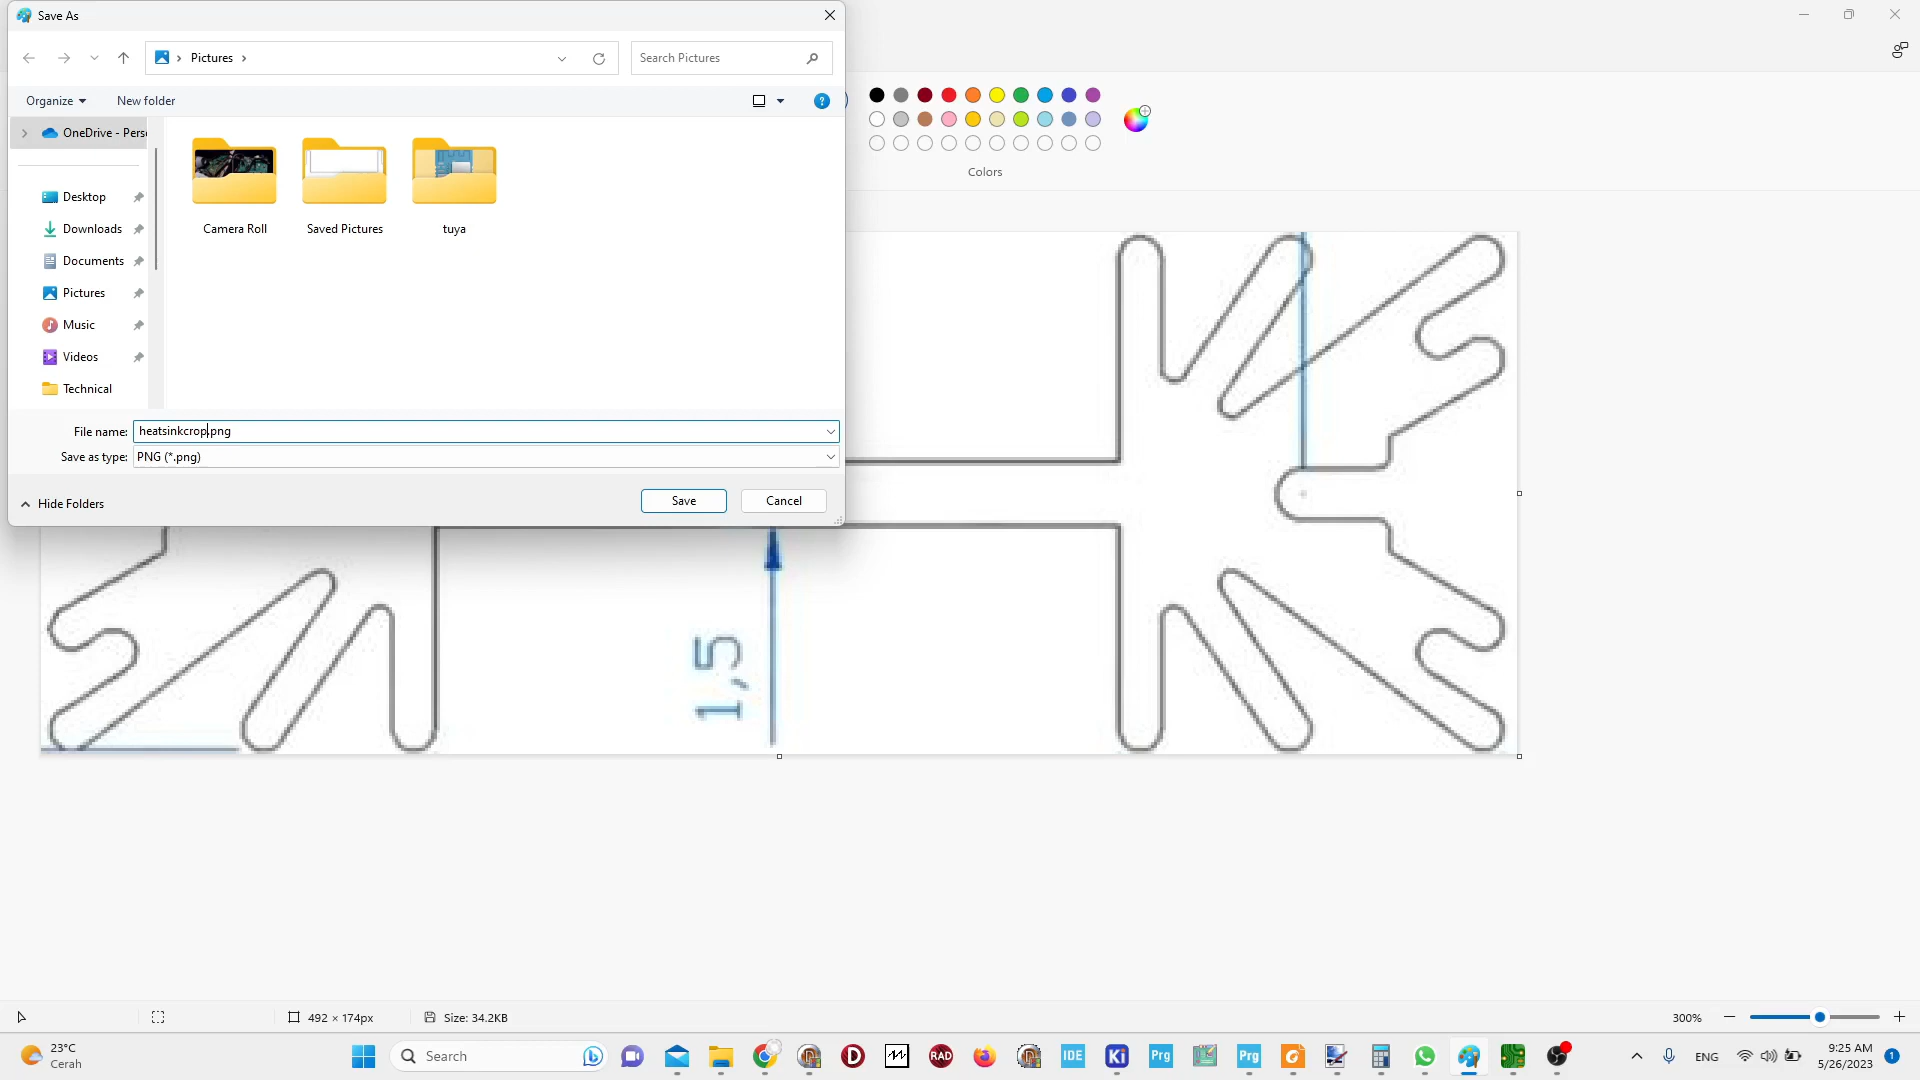 Save As
Pictures
Search Pictures
Organize
New folder
?
OneDrive - Pers
Desktop
Downloads
Documents
Pictures
Music
Videos
Technical
Camera Roll
Saved Pictures
tuya
File name: heatsinkcrop.png
Save as type: PNG (*.png)
Hide Folders
Save
Cancel
Colors
1,5
492 × 174px
Size: 34.2KB
300%
23°C
Cerah
Search
RAD
IDE
Ki
Prg
Prg
ENG
9:25 AM
5/26/2023
1